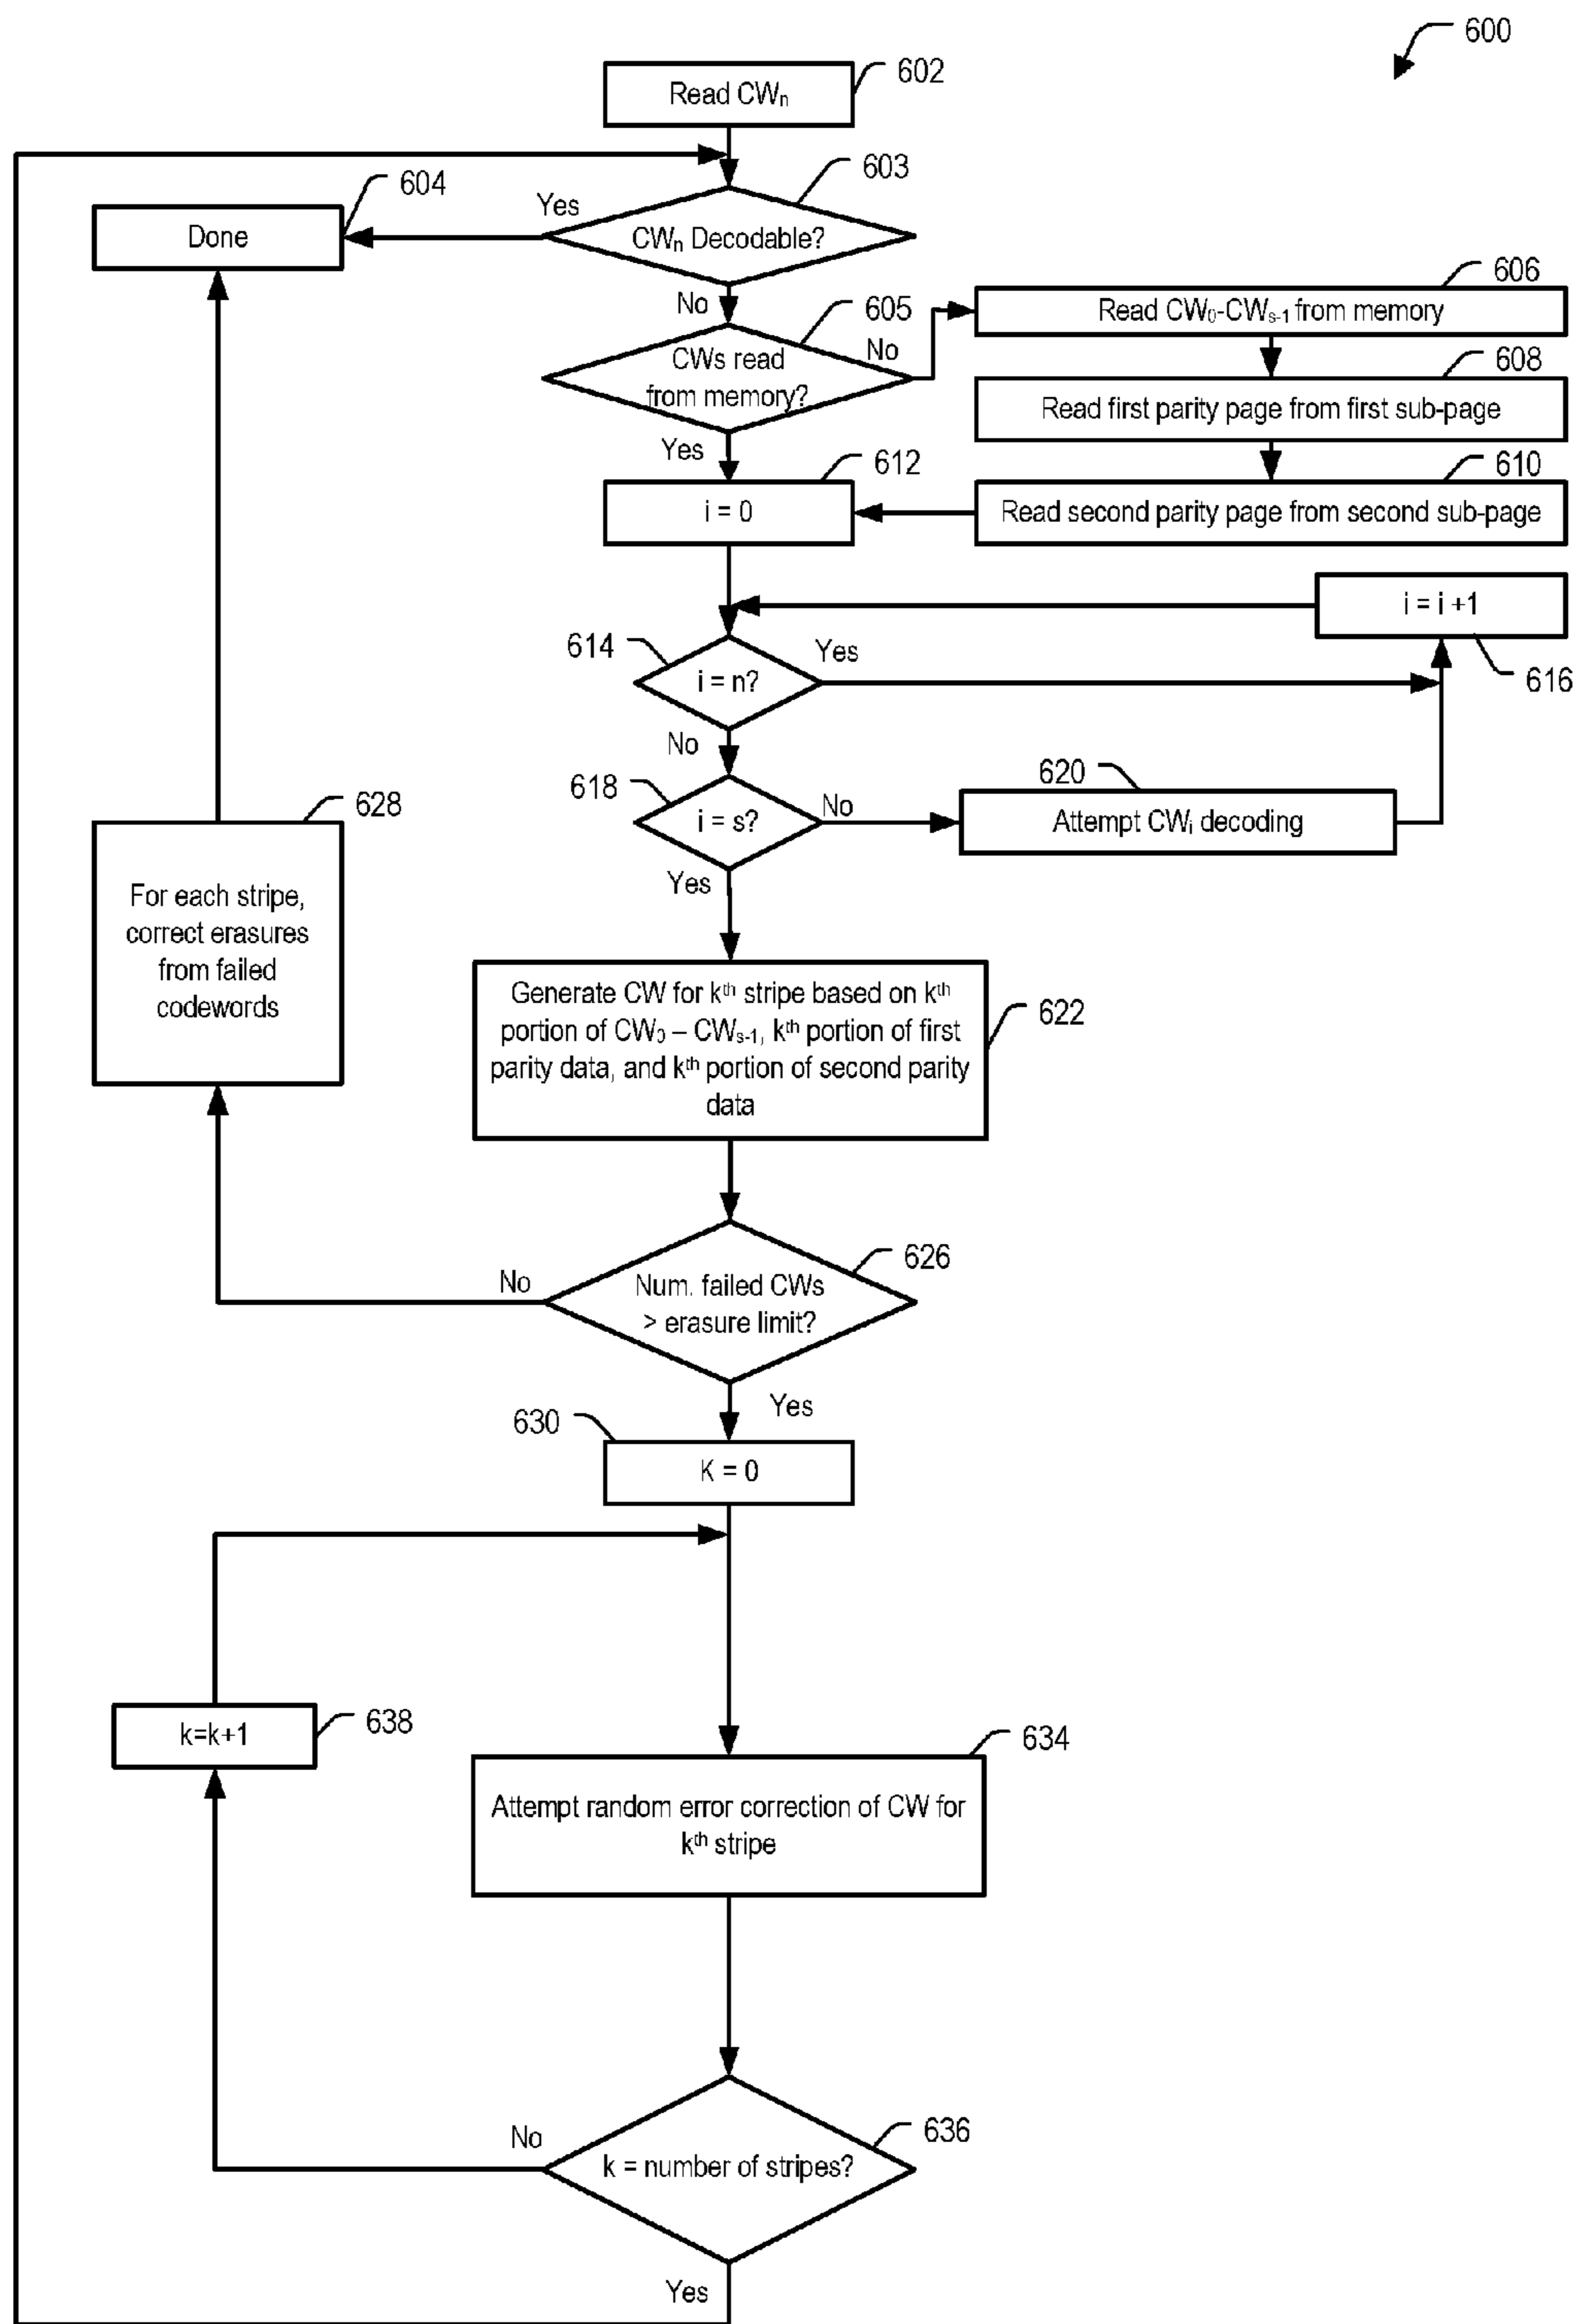 600
602
Read CWₙ
603
604
Yes
Done
CWₙ Decodable?
606
No
605
Read CW₀-CWₛ₋₁ from memory
No
CWs read
from memory?
608
Read first parity page from first sub-page
Yes
612
610
i = 0
Read second parity page from second sub-page
i = i +1
614
Yes
i = n?
616
No
618
620
i = s?
No
Attempt CWᵢ decoding
628
Yes
For each stripe,
correct erasures
from failed
codewords
Generate CW for kᵗʰ stripe based on kᵗʰ
portion of CW₀ – CWₛ₋₁, kᵗʰ portion of first
parity data, and kᵗʰ portion of second parity
data
622
626
No
Num. failed CWs
> erasure limit?
Yes
630
K = 0
638
k=k+1
634
Attempt random error correction of CW for
kᵗʰ stripe
636
No
k = number of stripes?
Yes